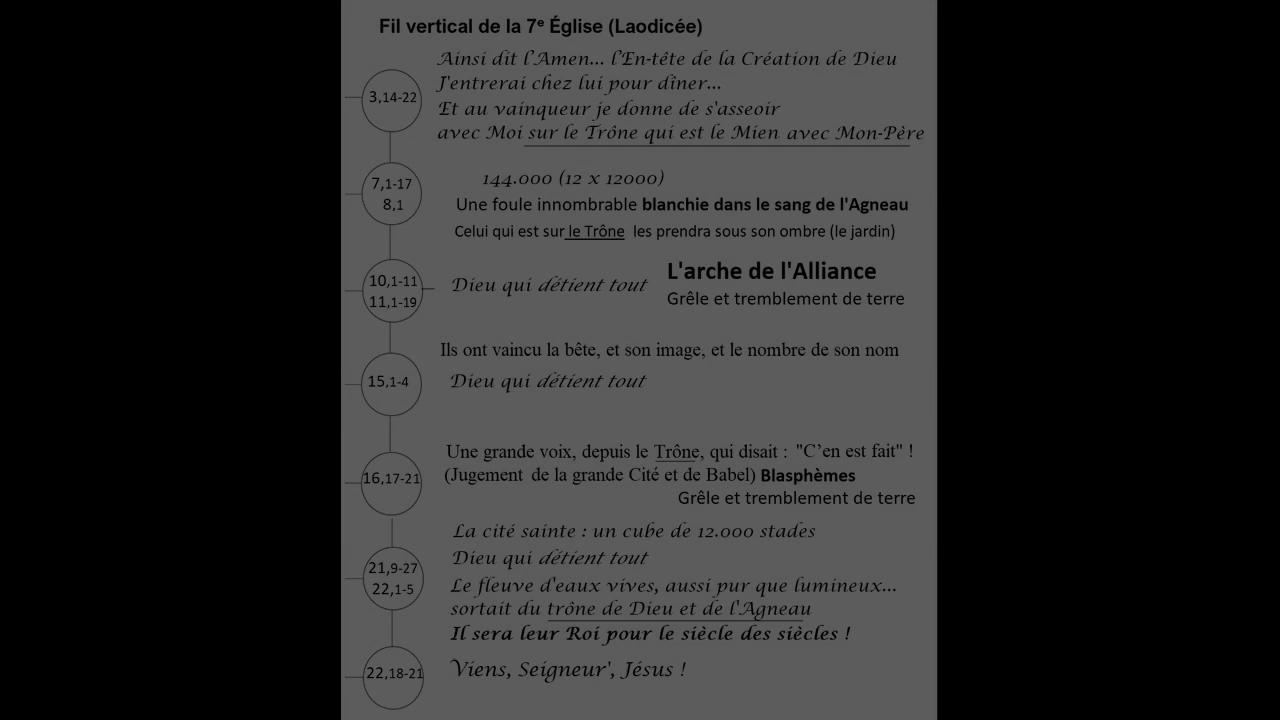 Fil vertical de la 7e Église (Laodicée)
Ainsi dit l'Amen... l'En-tête de la Création de Dieu
3,14-22 J'entrerai chez lui pour dîner...
Et au vainqueur je donne de s'asseoir
avec Moi sur le Trône qui est le Mien avec Mon-Père
7,1-17 144.000 (12 x 12000)
8,1 Une foule innombrable blanchie dans le sang de l'Agneau
Celui qui est sur le Trône les prendra sous son ombre (le jardin)
10,1-11 Dieu qui détient tout L'arche de l'Alliance
11,1-19 Grêle et tremblement de terre
Ils ont vaincu la bête, et son image, et le nombre de son nom
15,1-4 Dieu qui détient tout
Une grande voix, depuis le Trône, qui disait : "C’en est fait" !
16,17-21 (Jugement de la grande Cité et de Babel) Blasphèmes
Grêle et tremblement de terre
La cité sainte : un cube de 12.000 stades
21,9-27 Dieu qui détient tout
22,1-5 Le fleuve d'eaux vives, aussi pur que lumineux...
sortait du trône de Dieu et de l'Agneau
Il sera leur Roi pour le siècle des siècles !
22,18-21 Viens, Seigneur', Jésus !